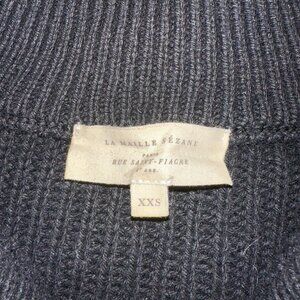 LA MAILLE SÉZANE
PARIS
RUE SAINT-FIACRE
XXS